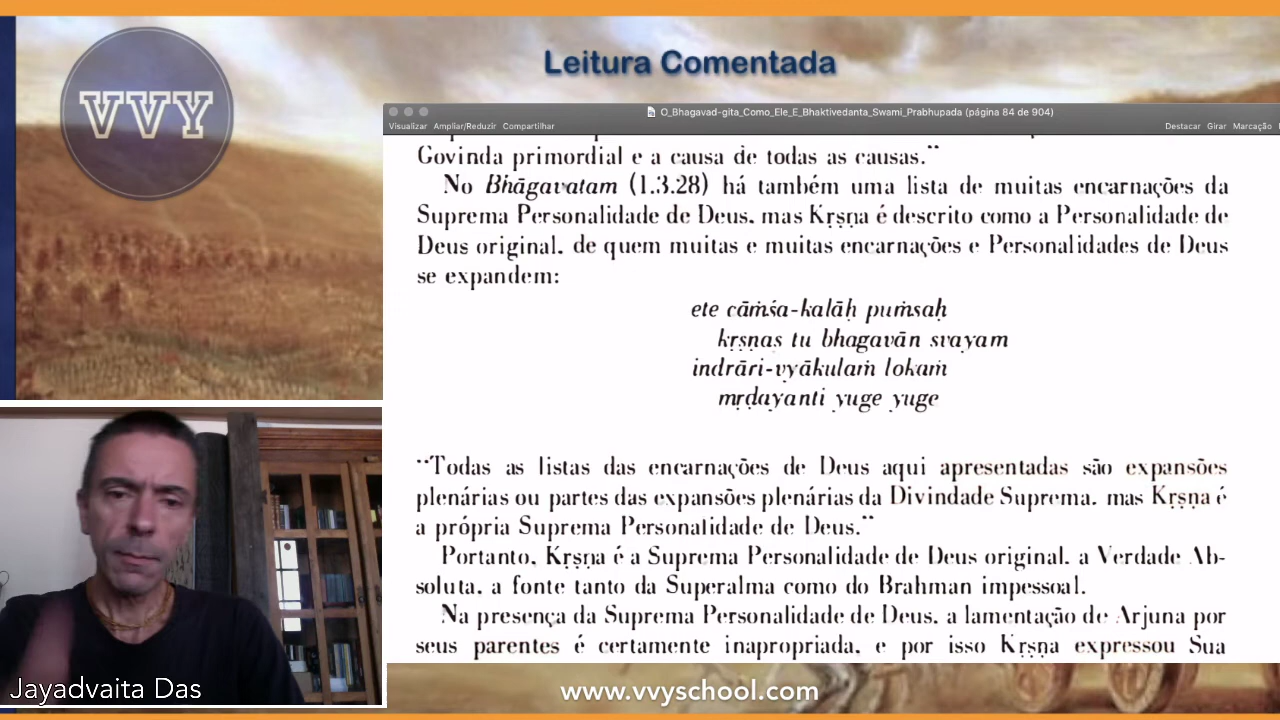 VVY
Leitura Comentada
O_Bhagavad-gita_Como_Ele_E_Bhaktivedanta_Swami_Prabhupada (página 84 de 904)
Visualizar Ampliar/Reduzir Compartilhar
Destacar Girar Marcação
Govinda primordial e a causa de todas as causas.”
No Bhāgavatam (1.3.28) há também uma lista de muitas encarnações da
Suprema Personalidade de Deus, mas Kṛṣṇa é descrito como a Personalidade de
Deus original, de quem muitas e muitas encarnações e Personalidades de Deus
se expandem:
ete cāṁśa-kalāḥ puṁsaḥ
kṛṣṇas tu bhagavān svayam
indrāri-vyākulaṁ lokaṁ
mṛḍayanti yuge yuge
“Todas as listas das encarnações de Deus aqui apresentadas são expansões
plenárias ou partes das expansões plenárias da Divindade Suprema, mas Kṛṣṇa é
a própria Suprema Personalidade de Deus.”
Portanto, Kṛṣṇa é a Suprema Personalidade de Deus original, a Verdade Ab-
soluta, a fonte tanto da Superalma como do Brahman impessoal.
Na presença da Suprema Personalidade de Deus, a lamentação de Arjuna por
seus parentes é certamente inapropriada, e por isso Kṛṣṇa expressou Sua
Jayadvaita Das
www.vvyschool.com